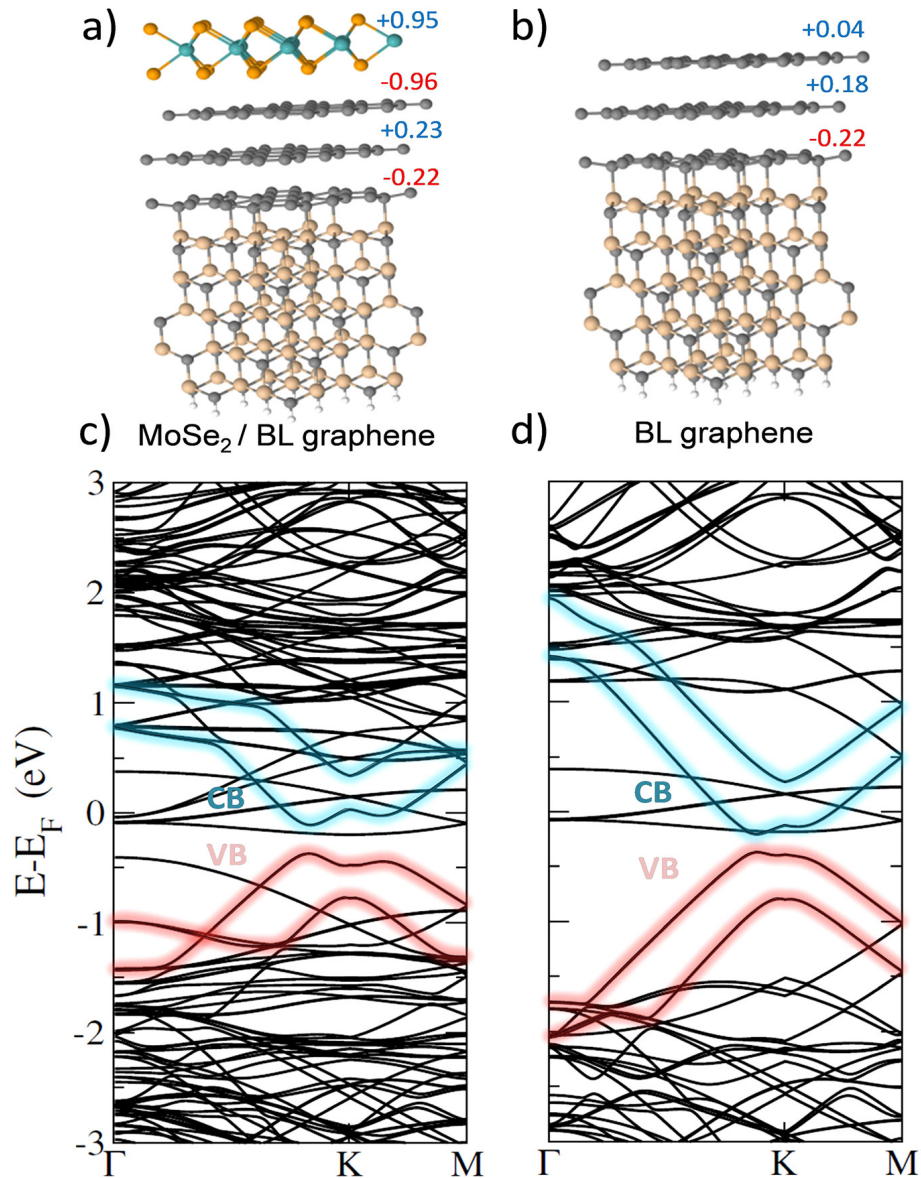 a)
+0.95
-0.96
+0.23
-0.22
b)
+0.04
+0.18
-0.22
c) MoSe₂ / BL graphene
d) BL graphene
E-E_F (eV)
3
2
1
0
-1
-2
-3
CB
VB
Γ K M
CB
VB
Γ K M